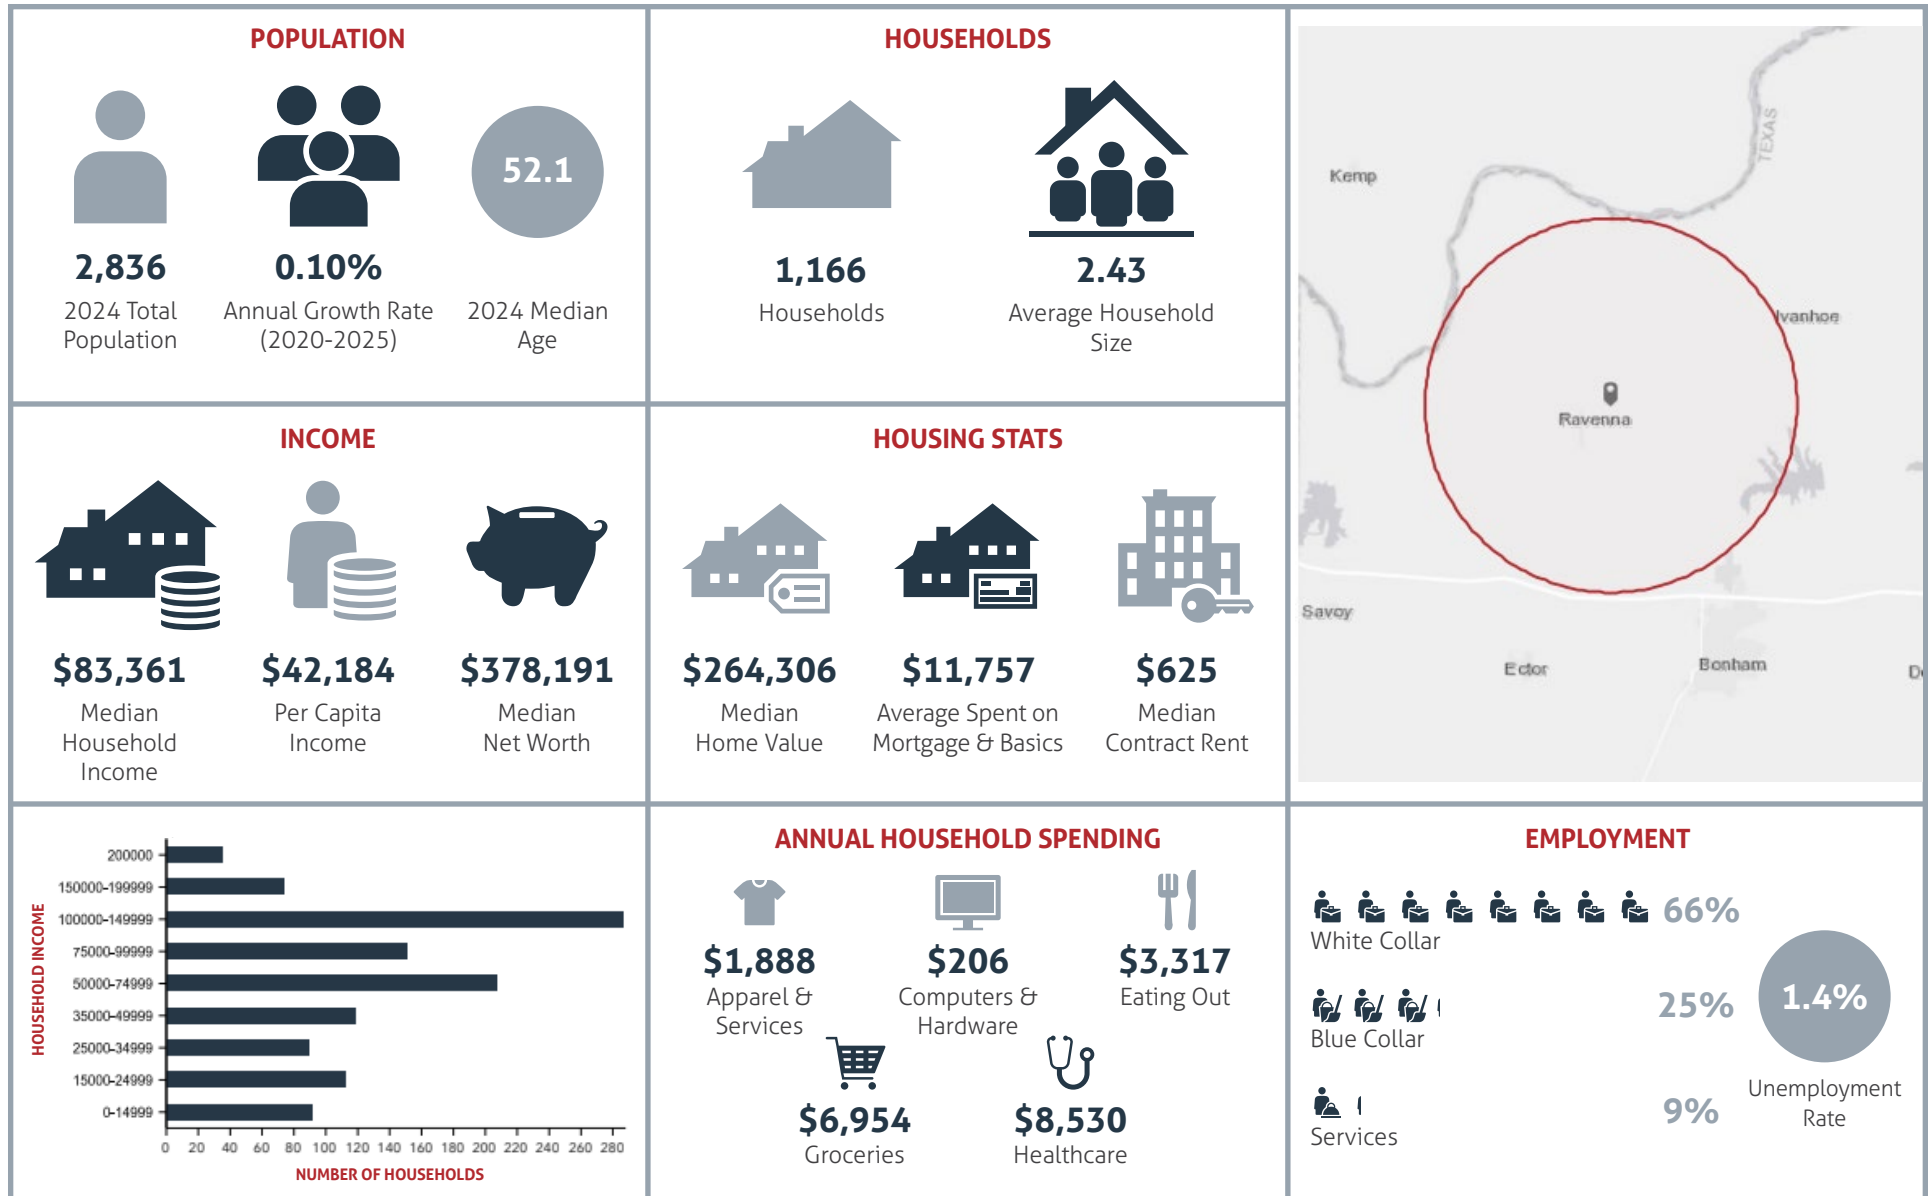 POPULATION
52.1
2,836
0.10%
2024 Total
Population
Annual Growth Rate
(2020-2025)
2024 Median
Age
HOUSEHOLDS
1,166
Households
2.43
Average Household
Size
TEXAS
Kemp
Ivanhoe
Ravenna
Savoy
Ector
Bonham
INCOME
$83,361
Median
Household
Income
$42,184
Per Capita
Income
$378,191
Median
Net Worth
HOUSING STATS
$264,306
Median
Home Value
$11,757
Average Spent on
Mortgage & Basics
$625
Median
Contract Rent
HOUSEHOLD INCOME
200000
150000-199999
100000-149999
75000-99999
50000-74999
35000-49999
25000-34999
15000-24999
0-14999
0 20 40 60 80 100 120 140 160 180 200 220 240 260 280
NUMBER OF HOUSEHOLDS
ANNUAL HOUSEHOLD SPENDING
$1,888
Apparel &
Services
$206
Computers &
Hardware
$3,317
Eating Out
$6,954
Groceries
$8,530
Healthcare
EMPLOYMENT
66%
White Collar
25%
Blue Collar
9%
Services
1.4%
Unemployment
Rate